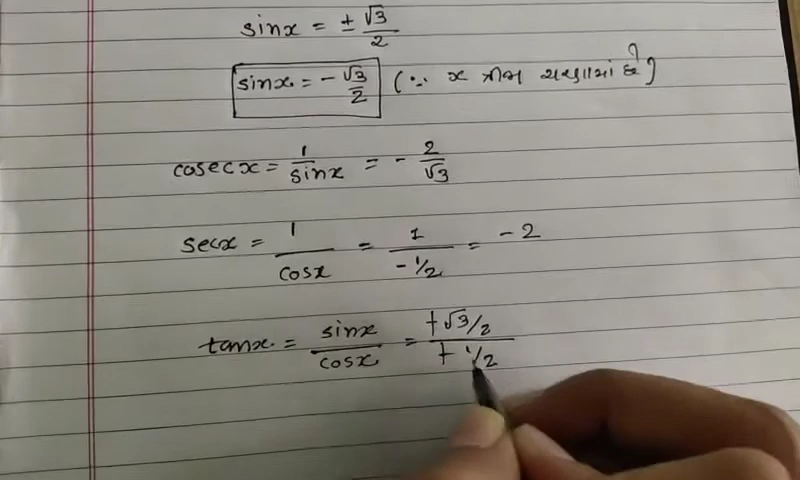 sinx = ± √3/2
sinx = - √3/2 (∵ x ત્રીજા ચરણમાં છે)
cosecx = 1/sinx = - 2/√3
secx = 1/cosx = 1/-1/2 = -2
tanx = sinx/cosx = +√3/2/+1/2